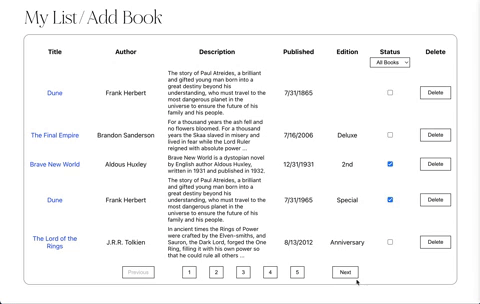 My List/Add Book
Title Author Description Published Edition Status Delete
All Books
The story of Paul Atreides, a brilliant
and gifted young man born into a
great destiny beyond his
understanding, who must travel to the
most dangerous planet in the
universe to ensure the future of his
family and his people.
Dune Frank Herbert 7/31/1865 Delete
For a thousand years the ash fell and
no flowers bloomed. For a thousand
years the Skaa slaved in misery and
lived in fear while the Lord Ruler
reigned with absolute power ...
The Final Empire Brandon Sanderson 7/16/2006 Deluxe Delete
Brave New World is a dystopian novel
by English author Aldous Huxley,
written in 1931 and published in 1932.
Brave New World Aldous Huxley 12/31/1931 2nd Delete
The story of Paul Atreides, a brilliant
and gifted young man born into a
great destiny beyond his
understanding, who must travel to the
most dangerous planet in the
universe to ensure the future of his
family and his people.
Dune Frank Herbert 7/31/1965 Special Delete
In ancient times the Rings of Power
were crafted by the Elven-smiths, and
Sauron, the Dark Lord, forged the One
Ring, filling it with his own power so
that he could rule all others ...
The Lord of the
Rings
J.R.R. Tolkien 8/13/2012 Anniversary Delete
Previous 1 2 3 4 5 Next